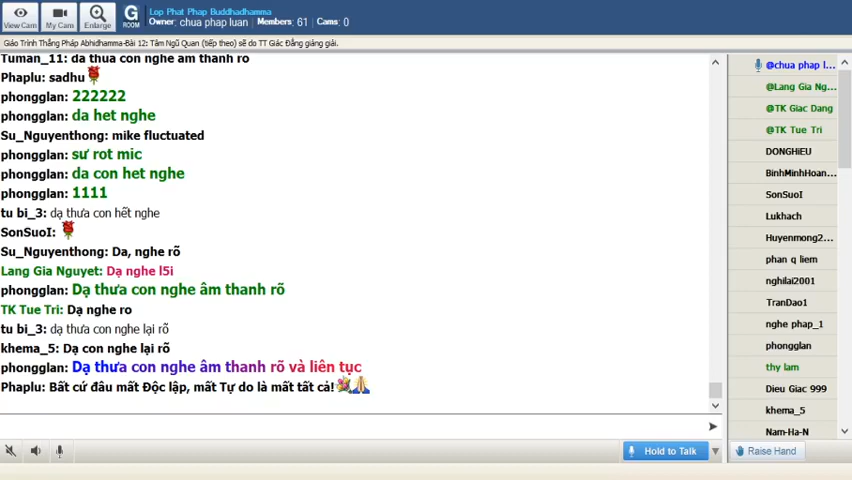 View Cam
My Cam
Enlarge
G
ROOM
Lop Phat Phap Buddhadhamma
Owner: chua phap luan , Members: 61 Cams: 0
Giáo Trình Thắng Pháp Abhidhamma-Bài 12: Tâm Ngũ Quan (tiếp theo) sẽ do TT Giác Đẳng giảng giải.
Tuman_11: da thua con nghe am thanh ro
Phaplu: sadhu
phongglan: 222222
phongglan: da het nghe
Su_Nguyenthong: mike fluctuated
phongglan: sư rot mic
phongglan: da con het nghe
phongglan: 1111
tu bi_3: dạ thưa con hết nghe
SonSuoI:
Su_Nguyenthong: Da, nghe rõ
Lang Gia Nguyet: Dạ nghe l5i
phongglan: Dạ thưa con nghe âm thanh rõ
TK Tue Tri: Dạ nghe ro
tu bi_3: dạ thưa con nghe lại rõ
khema_5: Dạ con nghe lại rõ
phongglan: Dạ thưa con nghe âm thanh rõ và liên tục
Phaplu: Bất cứ đâu mất Độc lập, mất Tự do là mất tất cả!
Hold to Talk
@chua phap l...
@Lang Gia Ng...
@TK Giac Dang
@TK Tue Tri
DONGHiEU
BinhMinhHoan...
SonSuoI
Lukhach
Huyenmong2...
phan q liem
nghilai2001
TranDao1
nghe phap_1
phongglan
thy lam
Dieu Giac 999
khema_5
Nam-Ha-N
Raise Hand